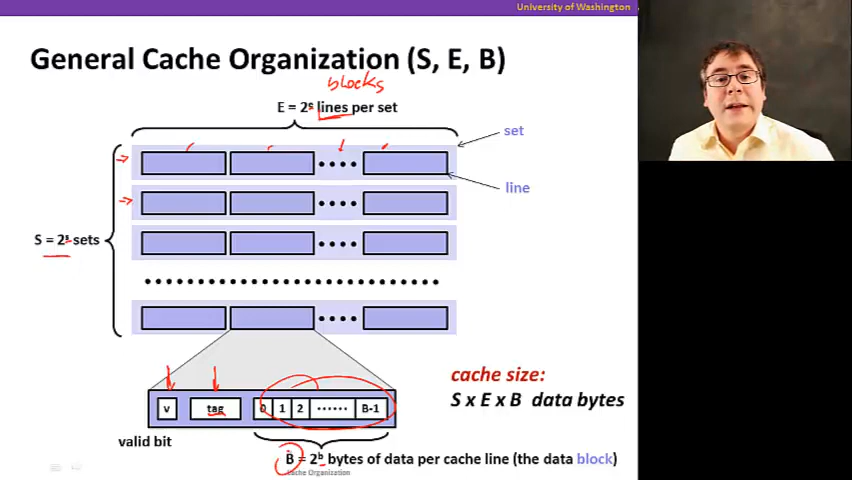 University of Washington
General Cache Organization (S, E, B)
blocks
E = 2ᵉ lines per set
set
line
S = 2ˢ sets
cache size:
S x E x B data bytes
v tag 0 1 2 •••••• B-1
valid bit
B = 2ᵇ bytes of data per cache line (the data block)
Cache Organization